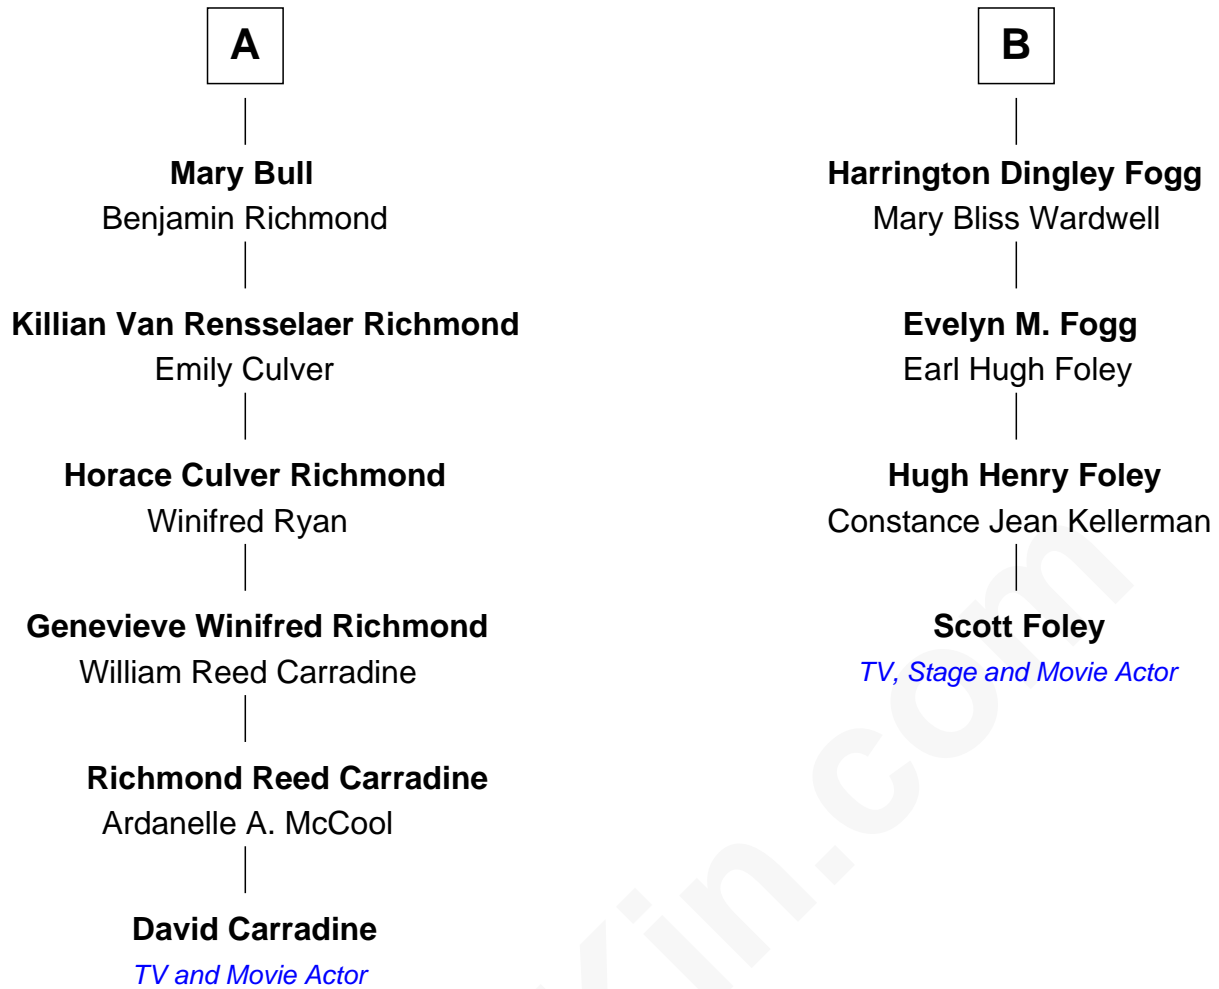 A
Mary Bull
Benjamin Richmond
Killian Van Rensselaer Richmond
Emily Culver
Horace Culver Richmond
Winifred Ryan
Genevieve Winifred Richmond
William Reed Carradine
Richmond Reed Carradine
Ardanelle A. McCool
David Carradine
TV and Movie Actor
B
Harrington Dingley Fogg
Mary Bliss Wardwell
Evelyn M. Fogg
Earl Hugh Foley
Hugh Henry Foley
Constance Jean Kellerman
Scott Foley
TV, Stage and Movie Actor